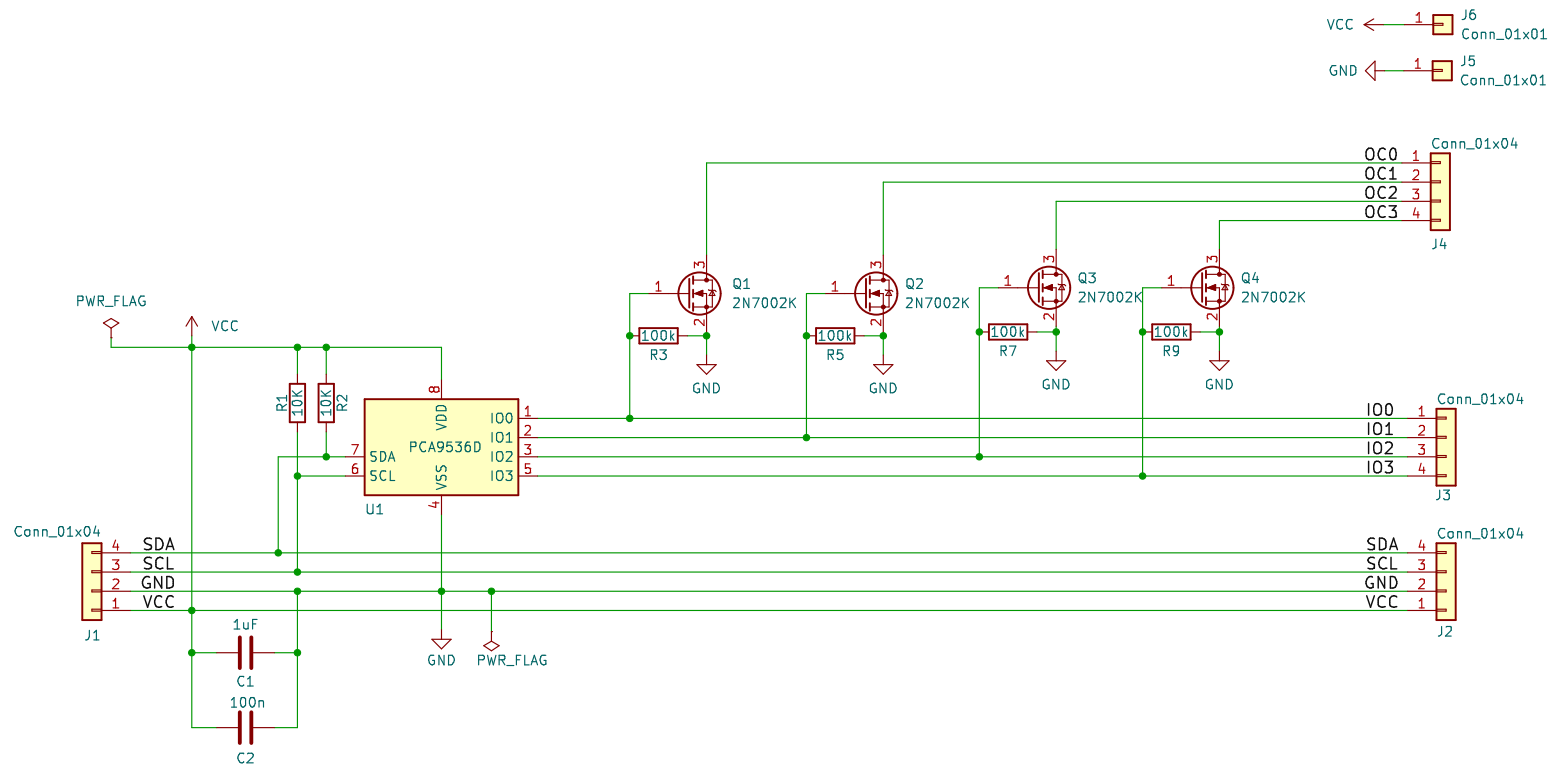 VCC 1 J6
Conn_01x01
GND 1 J5
Conn_01x01
Conn_01x04
OC0 1
OC1 2
OC2 3
OC3 4
J4
3
3
3
3
1 Q1
2N7002K
1 Q2
2N7002K
1 Q3
2N7002K
1 Q4
2N7002K
2
2
2
2
100k
R3
100k
R5
100k
R7
100k
R9
GND
GND
GND
GND
PWR_FLAG
VCC
R1 10K
10K R2
8
VDD
IO0 1
PCA9536D
IO1 2
7 SDA
IO2 3
6 SCL
IO3 5
VSS
4
U1
Conn_01x04
IO0 1
IO1 2
IO2 3
IO3 4
J3
Conn_01x04
4 SDA
3 SCL
2 GND
1 VCC
J1
Conn_01x04
SDA 4
SCL 3
GND 2
VCC 1
J2
1uF
C1
100n
C2
GND
PWR_FLAG